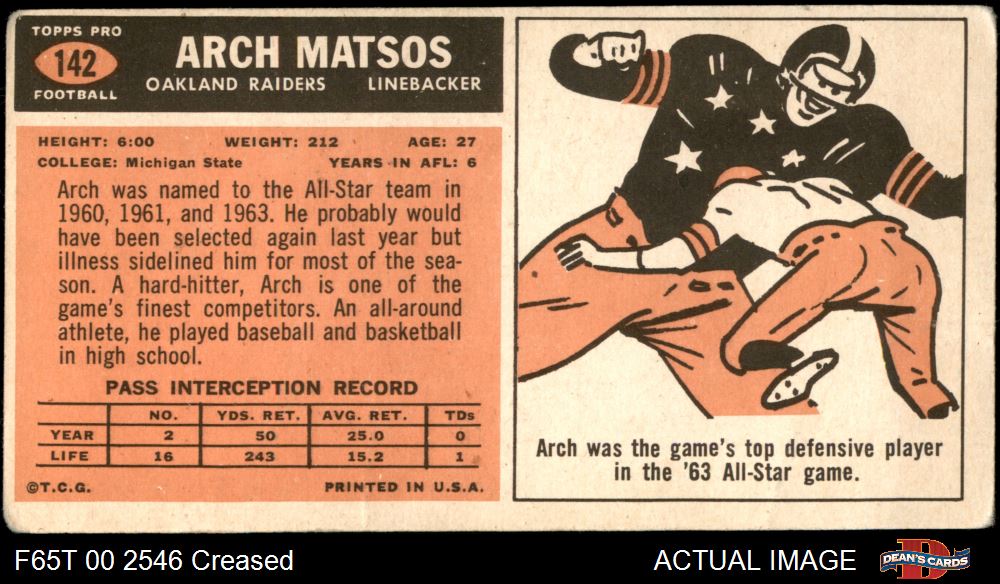 TOPPS PRO
142
FOOTBALL
ARCH MATSOS
OAKLAND RAIDERS LINEBACKER
HEIGHT: 6:00 WEIGHT: 212 AGE: 27
COLLEGE: Michigan State YEARS IN AFL: 6
Arch was named to the All-Star team in
1960, 1961, and 1963. He probably would
have been selected again last year but
illness sidelined him for most of the sea-
son. A hard-hitter, Arch is one of the
game's finest competitors. An all-around
athlete, he played baseball and basketball
in high school.
PASS INTERCEPTION RECORD
NO. YDS. RET. AVG. RET. TDs
YEAR 2 50 25.0 0
LIFE 16 243 15.2 1
©T.C.G. PRINTED IN U.S.A.
Arch was the game's top defensive player
in the '63 All-Star game.
F65T 00 2546 Creased ACTUAL IMAGE
D
DEAN'S CARDS